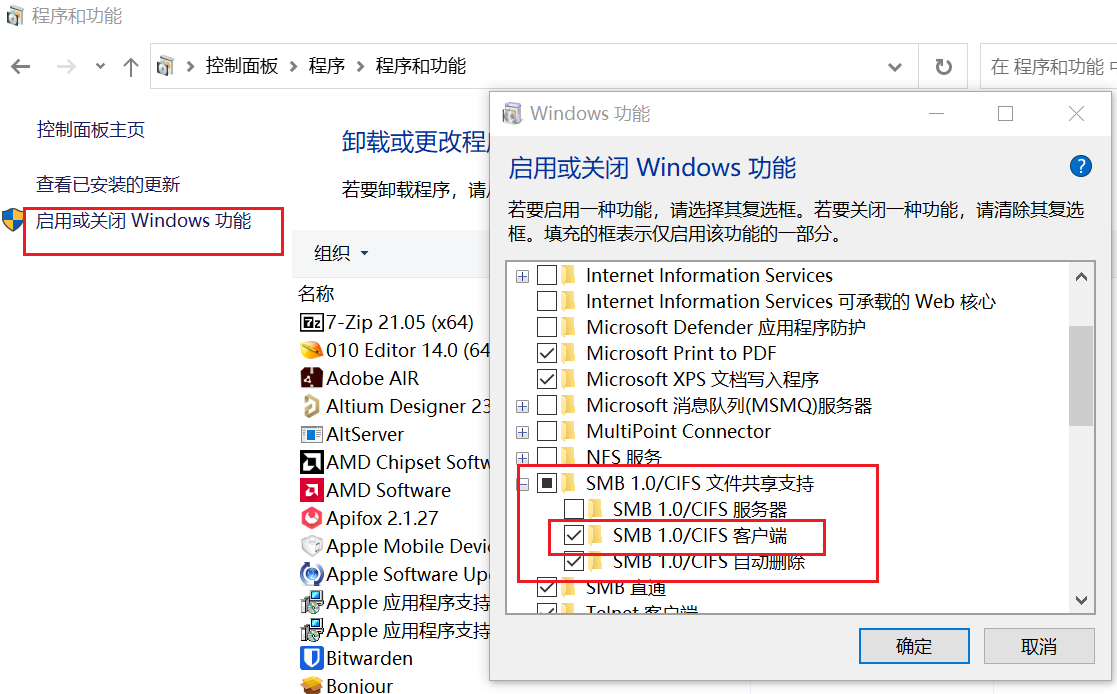 程序和功能
控制面板 程序 程序和功能
在 程序和功能 中
控制面板主页
查看已安装的更新
启用或关闭 Windows 功能
卸载或更改程序
若要卸载程序，请从
组织
名称
7-Zip 21.05 (x64)
010 Editor 14.0 (64
Adobe AIR
Altium Designer 23
AltServer
AMD Chipset Softw
AMD Software
Apifox 2.1.27
Apple Mobile Devic
Apple Software Up
Apple 应用程序支持
Apple 应用程序支持
Bitwarden
Bonjour
Windows 功能
启用或关闭 Windows 功能
?
若要启用一种功能，请选择其复选框。若要关闭一种功能，请清除其复选
框。填充的框表示仅启用该功能的一部分。
Internet Information Services
Internet Information Services 可承载的 Web 核心
Microsoft Defender 应用程序防护
Microsoft Print to PDF
Microsoft XPS 文档写入程序
Microsoft 消息队列(MSMQ)服务器
MultiPoint Connector
NFS 服务
SMB 1.0/CIFS 文件共享支持
SMB 1.0/CIFS 服务器
SMB 1.0/CIFS 客户端
SMB 1.0/CIFS 自动删除
SMB 直通
Telnet 客户端
确定
取消